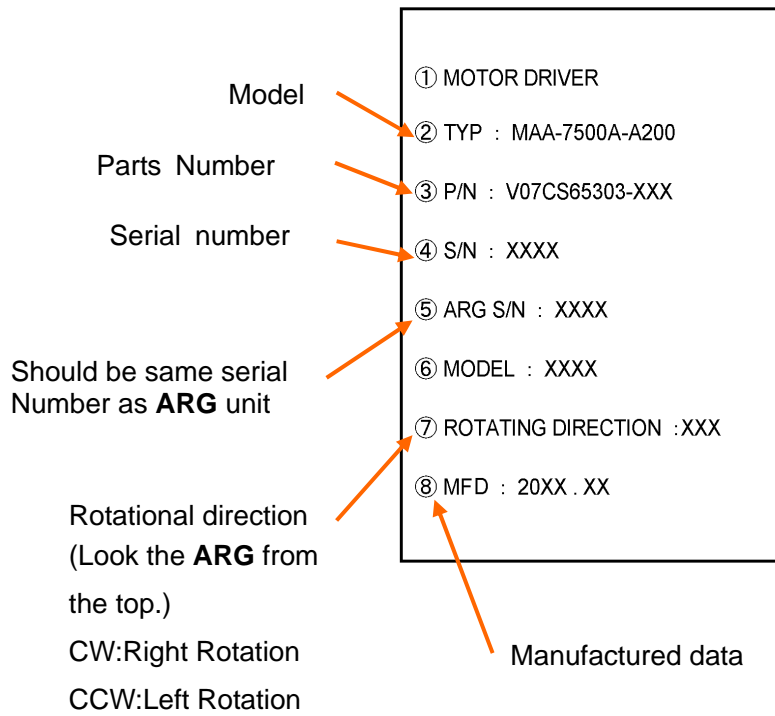 Model
Parts Number
Serial number
Should be same serial
Number as ARG unit
Rotational direction
(Look the ARG from
the top.)
CW:Right Rotation
CCW:Left Rotation
① MOTOR DRIVER
② TYP : MAA-7500A-A200
③ P/N : V07CS65303-XXX
④ S/N : XXXX
⑤ ARG S/N : XXXX
⑥ MODEL : XXXX
⑦ ROTATING DIRECTION :XXX
⑧ MFD : 20XX . XX
Manufactured data